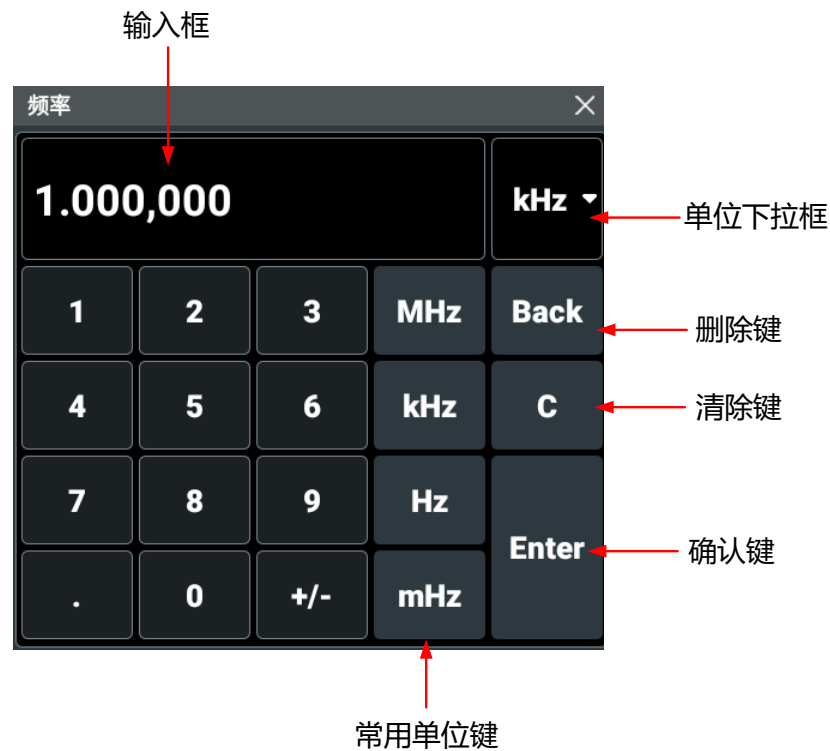 输入框
频率
1.000,000 kHz
单位下拉框
1 2 3 MHz Back
删除键
4 5 6 kHz C
清除键
7 8 9 Hz
Enter
确认键
. 0 +/- mHz
常用单位键